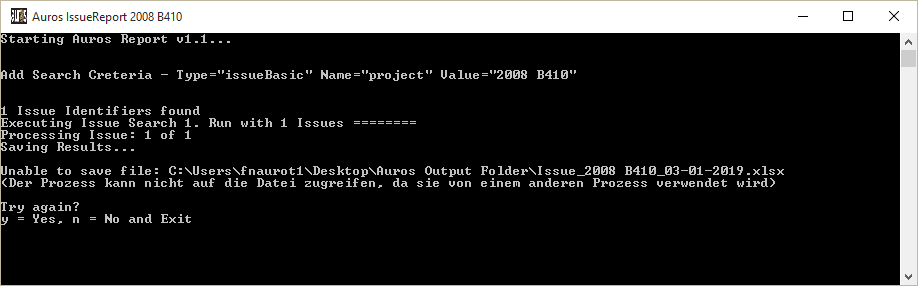 Auros IssueReport 2008 B410
Starting Auros Report v1.1...
Add Search Creteria - Type="issueBasic" Name="project" Value="2008 B410"
1 Issue Identifiers found
Executing Issue Search 1. Run with 1 Issues ========
Processing Issue: 1 of 1
Saving Results...
Unable to save file: C:\Users\fnaurot1\Desktop\Auros Output Folder\Issue_2008 B410_03-01-2019.xlsx
(Der Prozess kann nicht auf die Datei zugreifen, da sie von einem anderen Prozess verwendet wird)
Try again?
y = Yes, n = No and Exit